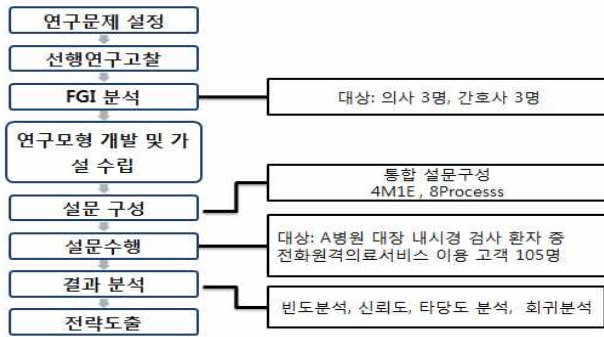 연구문제 설정
선행연구고찰
FGI 분석
대상: 의사 3명, 간호사 3명
연구모형 개발 및 가
설 수립
설문 구성
통합 설문구성
4M1E , 8Processs
설문수행
대상: A병원 대장 내시경 검사 환자 중
전화원격의료서비스 이용 고객 105명
결과 분석
빈도분석, 신뢰도, 타당도 분석, 회귀분석
전략도출